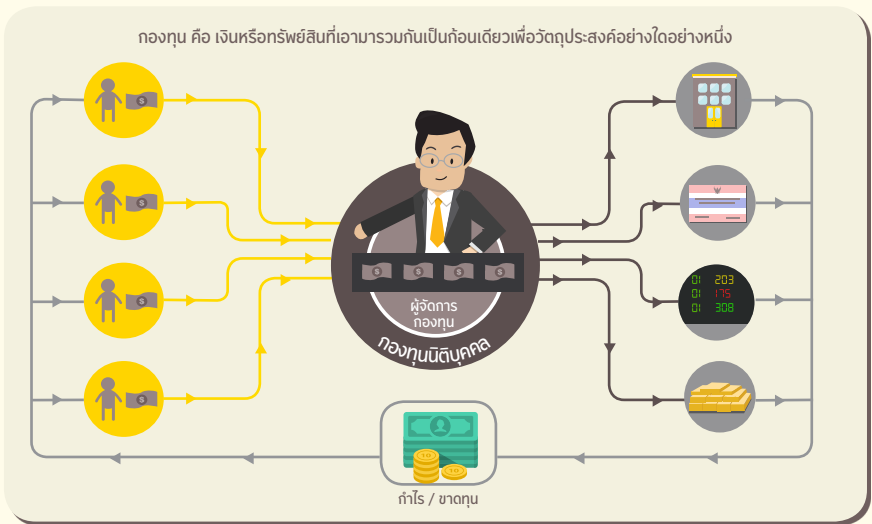 กองทุน คือ เงินหรือทรัพย์สินที่เอามารวมกันเป็นก้อนเดียวเพื่อวัตถุประสงค์อย่างใดอย่างหนึ่ง
ผู้จัดการ
กองทุน
กองทุนนิติบุคคล
01 203
01 175
01 308
10
10
กำไร / ขาดทุน